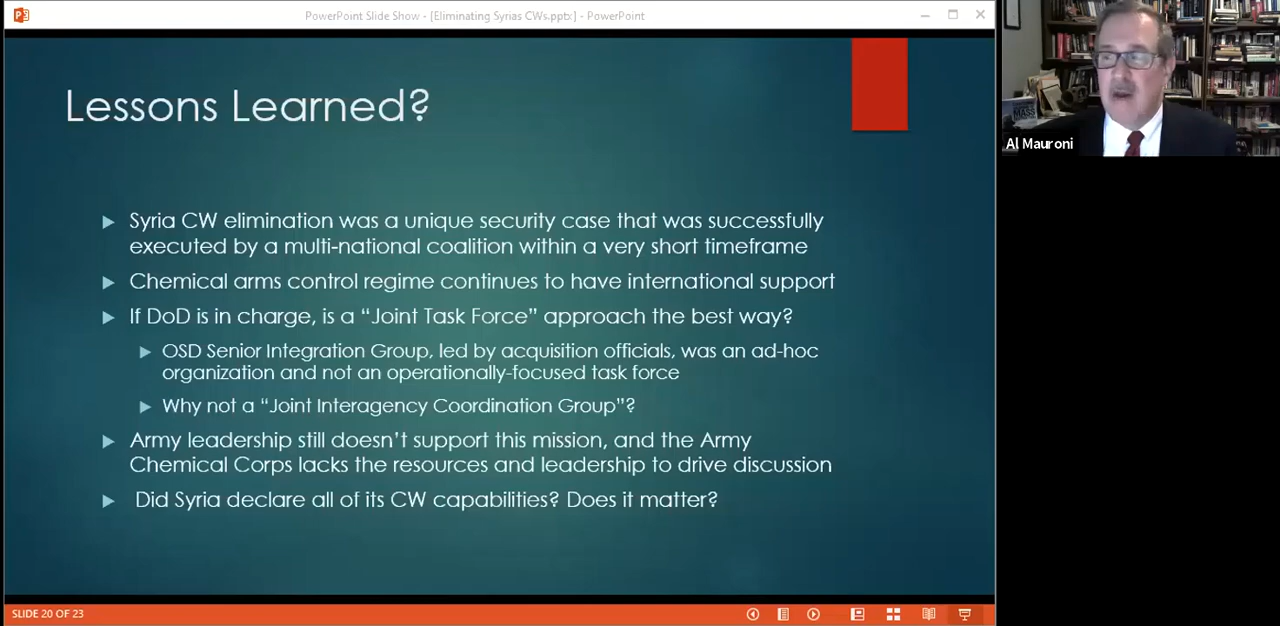 PowerPoint Slide Show - [Eliminating Syrias CWs.pptx] - PowerPoint
Lessons Learned?
Syria CW elimination was a unique security case that was successfully
executed by a multi-national coalition within a very short timeframe
Chemical arms control regime continues to have international support
If DoD is in charge, is a “Joint Task Force” approach the best way?
OSD Senior Integration Group, led by acquisition officials, was an ad-hoc
organization and not an operationally-focused task force
Why not a “Joint Interagency Coordination Group”?
Army leadership still doesn’t support this mission, and the Army
Chemical Corps lacks the resources and leadership to drive discussion
Did Syria declare all of its CW capabilities? Does it matter?
SLIDE 20 OF 23
MASS
Al Mauroni